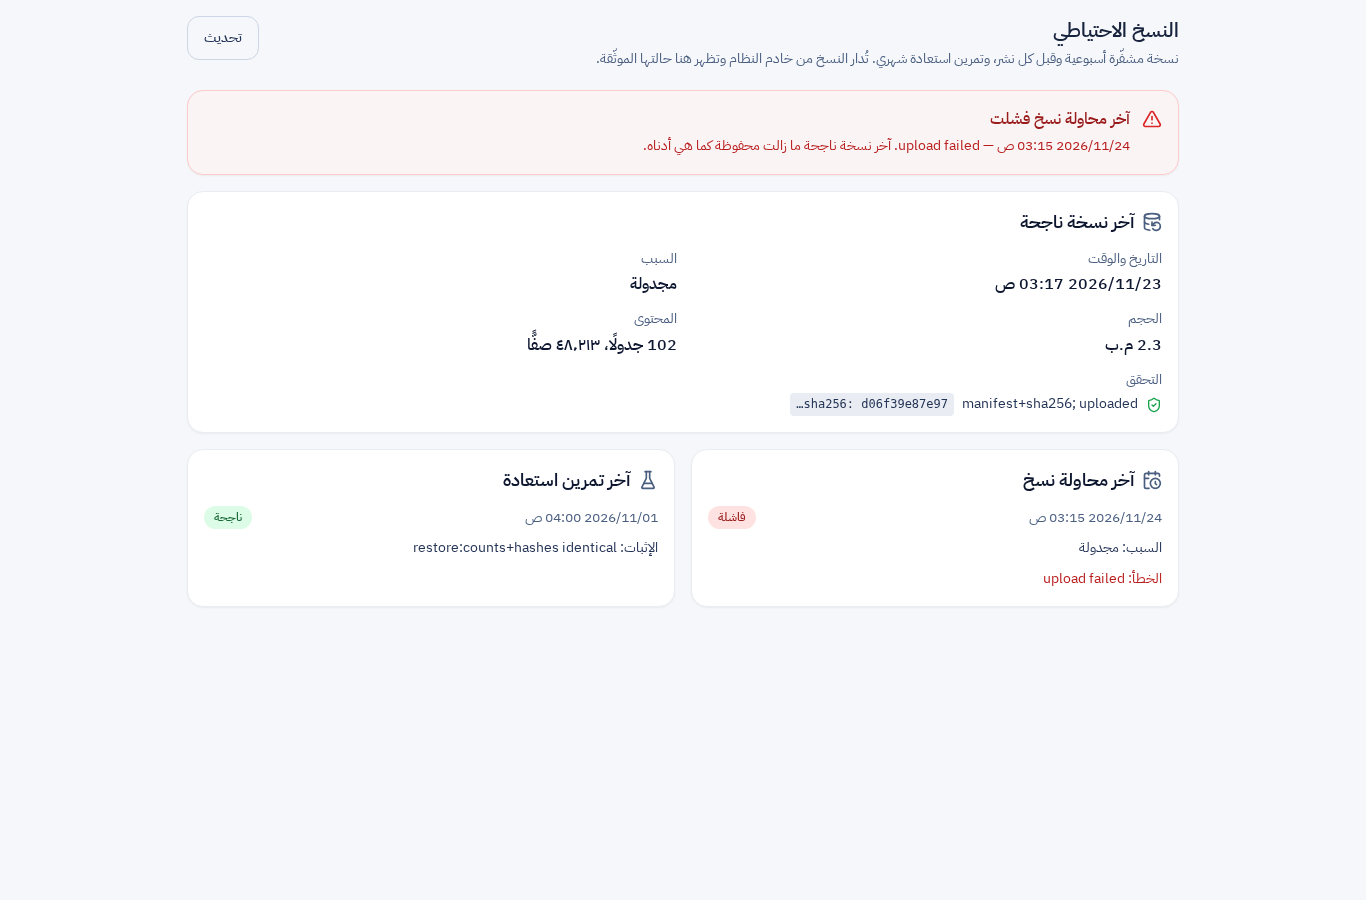 النسخ الاحتياطي
نسخة مشفّرة أسبوعية وقبل كل نشر، وتمرين استعادة شهري. تُدار النسخ من خادم النظام وتظهر هنا حالتها الموثّقة.
تحديث
آخر محاولة نسخ فشلت
2026/11/24 03:15 ص — upload failed. آخر نسخة ناجحة ما زالت محفوظة كما هي أدناه.
آخر نسخة ناجحة
التاريخ والوقت
2026/11/23 03:17 ص
السبب
مجدولة
الحجم
2.3 م.ب
المحتوى
102 جدولًا، ٤٨٬٢١٣ صفًّا
التحقق
manifest+sha256; uploaded sha256: d06f39e87e97…
آخر محاولة نسخ
2026/11/24 03:15 ص فاشلة
السبب: مجدولة
الخطأ: upload failed
آخر تمرين استعادة
2026/11/01 04:00 ص ناجحة
الإثبات: restore:counts+hashes identical